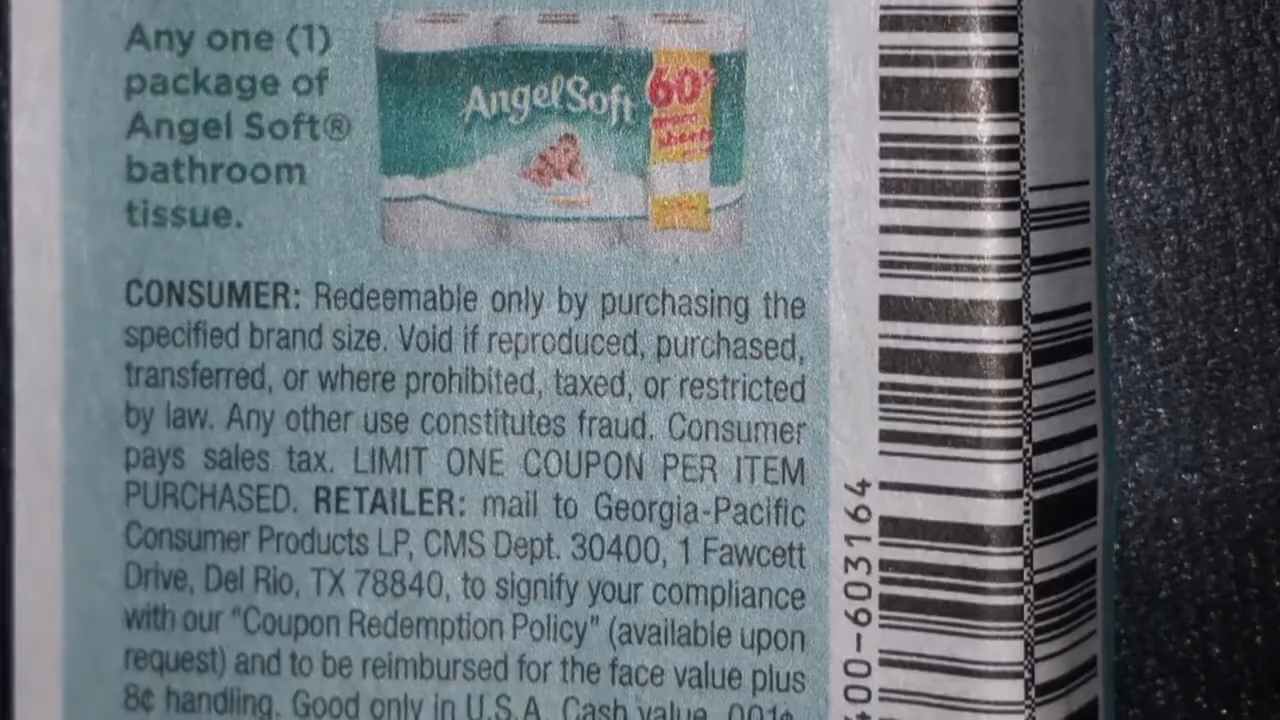 Any one (1)
package of
Angel Soft®
bathroom
tissue.
Angel Soft
60¢
CONSUMER: Redeemable only by purchasing the
specified brand size. Void if reproduced, purchased,
transferred, or where prohibited, taxed, or restricted
by law. Any other use constitutes fraud. Consumer
pays sales tax. LIMIT ONE COUPON PER ITEM
PURCHASED. RETAILER: mail to Georgia-Pacific
Consumer Products LP, CMS Dept. 30400, 1 Fawcett
Drive, Del Rio, TX 78840, to signify your compliance
with our "Coupon Redemption Policy" (available upon
request) and to be reimbursed for the face value plus
8¢ handling. Good only in U.S.A. Cash value .001¢
400-603164